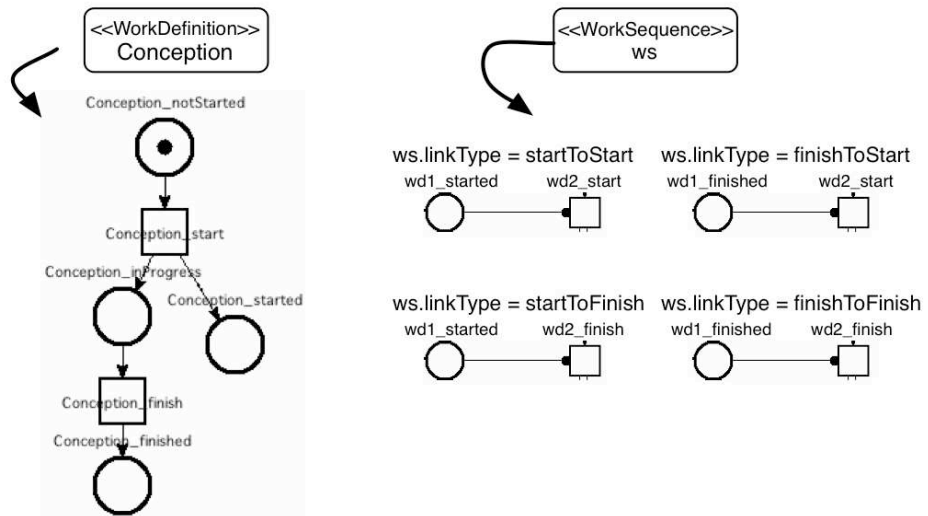 <<WorkDefinition>>
Conception
Conception_notStarted
Conception_start
Conception_inProgress
Conception_started
Conception_finish
Conception_finished
<<WorkSequence>>
ws
ws.linkType = startToStart
wd1_started
wd2_start
ws.linkType = finishToStart
wd1_finished
wd2_start
ws.linkType = startToFinish
wd1_started
wd2_finish
ws.linkType = finishToFinish
wd1_finished
wd2_finish